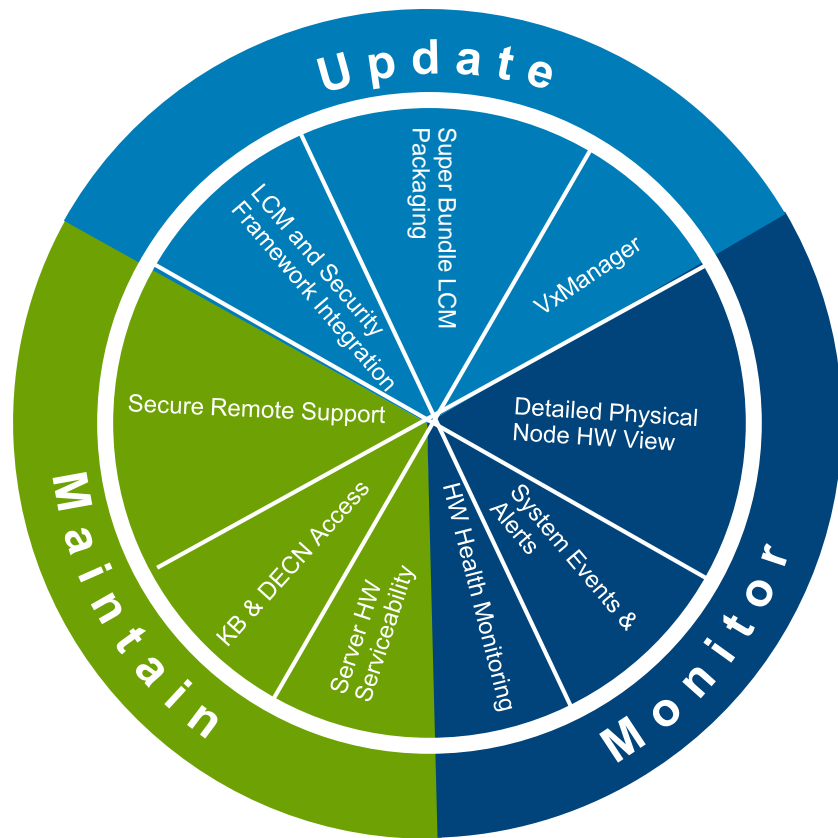 Update
LCM and Security
Framework Integration
Super Bundle LCM
Packaging
VxManager
Secure Remote Support
Detailed Physical
Node HW View
KB & DECN Access
Server HW
Serviceability
HW Health Monitoring
System Events &
Alerts
Maintain
Monitor